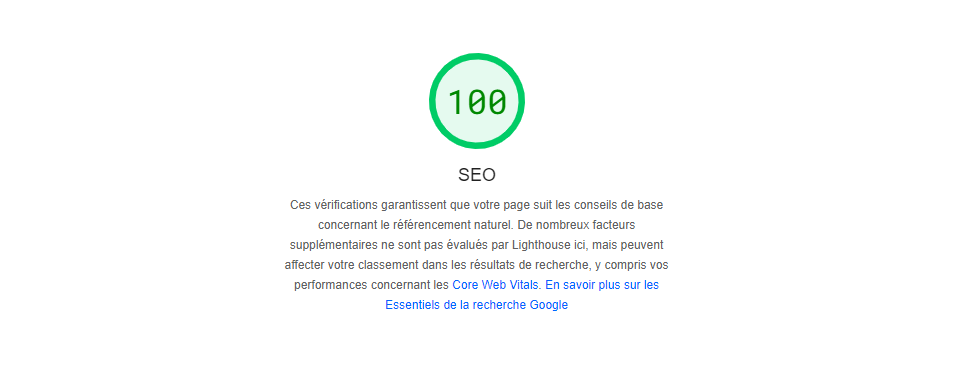 100
SEO
Ces vérifications garantissent que votre page suit les conseils de base
concernant le référencement naturel. De nombreux facteurs
supplémentaires ne sont pas évalués par Lighthouse ici, mais peuvent
affecter votre classement dans les résultats de recherche, y compris vos
performances concernant les Core Web Vitals. En savoir plus sur les
Essentiels de la recherche Google